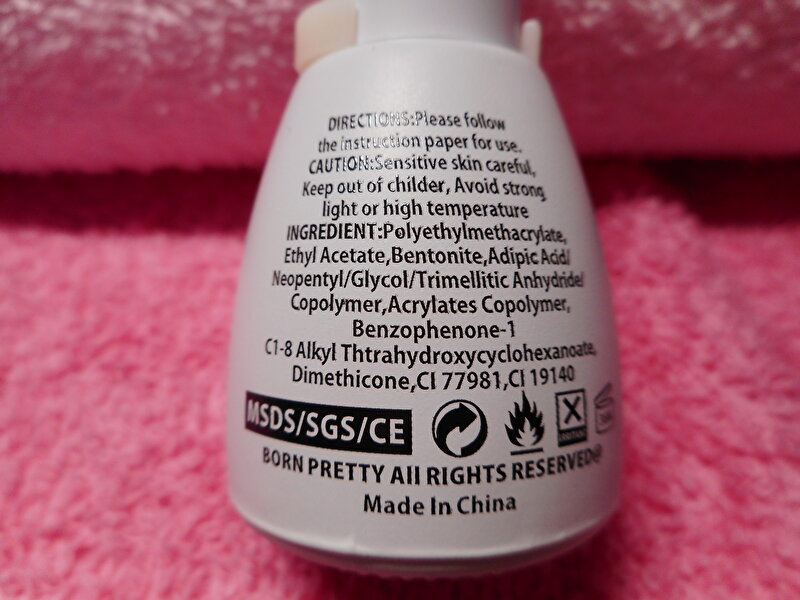 DIRECTIONS:Please follow
the instruction paper for use.
CAUTION:Sensitive skin careful,
Keep out of childer, Avoid strong
light or high temperature
INGREDIENT:Polyethylmethacrylate,
Ethyl Acetate,Bentonite,Adipic Acid/
Neopentyl/Glycol/Trimellitic Anhydride/
Copolymer,Acrylates Copolymer,
Benzophenone-1
C1-8 Alkyl Thtrahydroxycyclohexanoate,
Dimethicone,CI 77981,CI 19140
MSDS/SGS/CE
BORN PRETTY All RIGHTS RESERVED@
Made In China